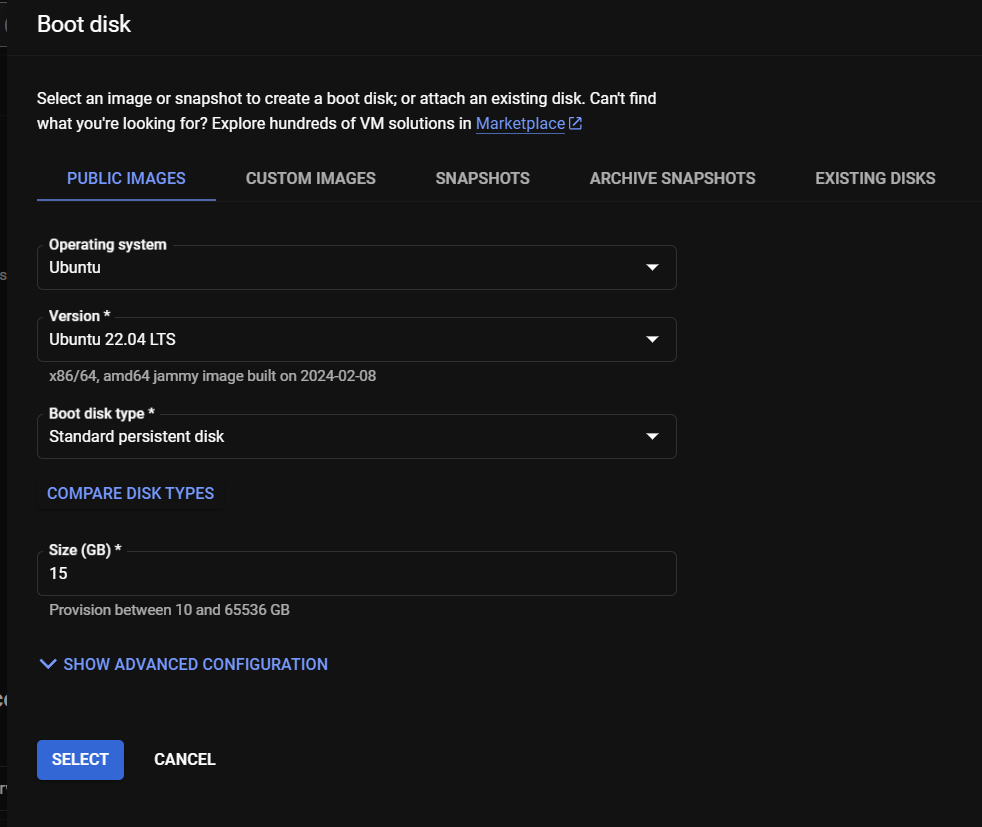 Boot disk
Select an image or snapshot to create a boot disk; or attach an existing disk. Can't find
what you're looking for? Explore hundreds of VM solutions in Marketplace
PUBLIC IMAGES CUSTOM IMAGES SNAPSHOTS ARCHIVE SNAPSHOTS EXISTING DISKS
Operating system
Ubuntu
Version *
Ubuntu 22.04 LTS
x86/64, amd64 jammy image built on 2024-02-08
Boot disk type *
Standard persistent disk
COMPARE DISK TYPES
Size (GB) *
15
Provision between 10 and 65536 GB
SHOW ADVANCED CONFIGURATION
SELECT CANCEL